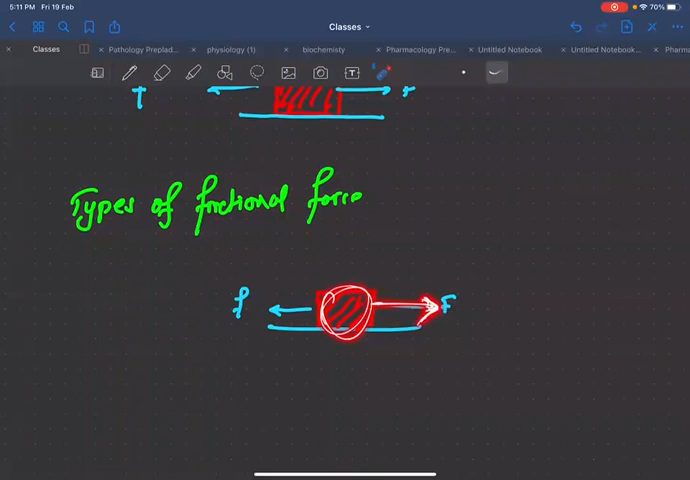 5:11 PM Fri 19 Feb
70%
Classes
Classes
Pathology Preplad...
physiology (1)
biochemisty
Pharmacology Pre...
Untitled Notebook
Untitled Notebook...
Pharma
T
Types of frictional force
f
F